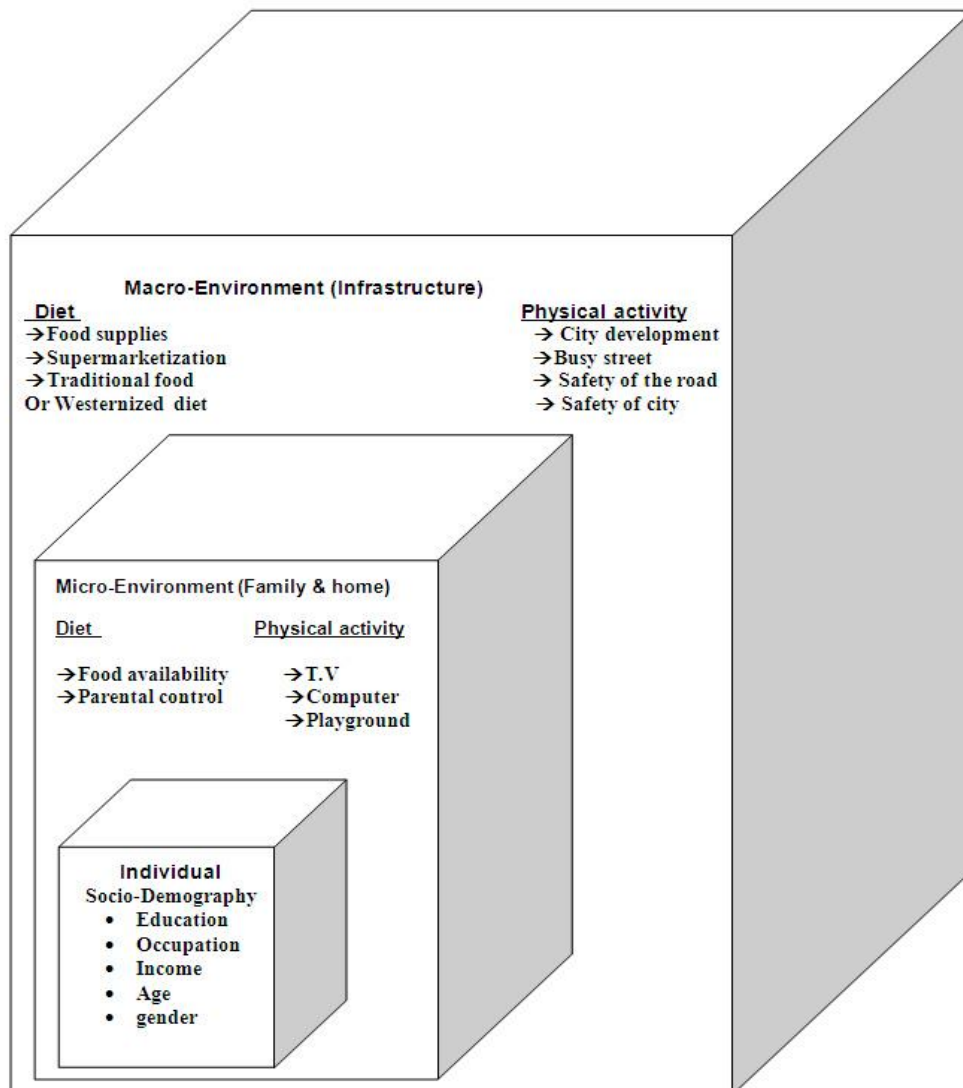 Macro-Environment (Infrastructure)
Diet
→Food supplies
→Supermarketization
→Traditional food
Or Westernized diet
Physical activity
→ City development
→Busy street
→ Safety of the road
→ Safety of city
Micro-Environment (Family & home)
Diet
→Food availability
→Parental control
Physical activity
→T.V
→Computer
→Playground
Individual
Socio-Demography
• Education
• Occupation
• Income
• Age
• gender